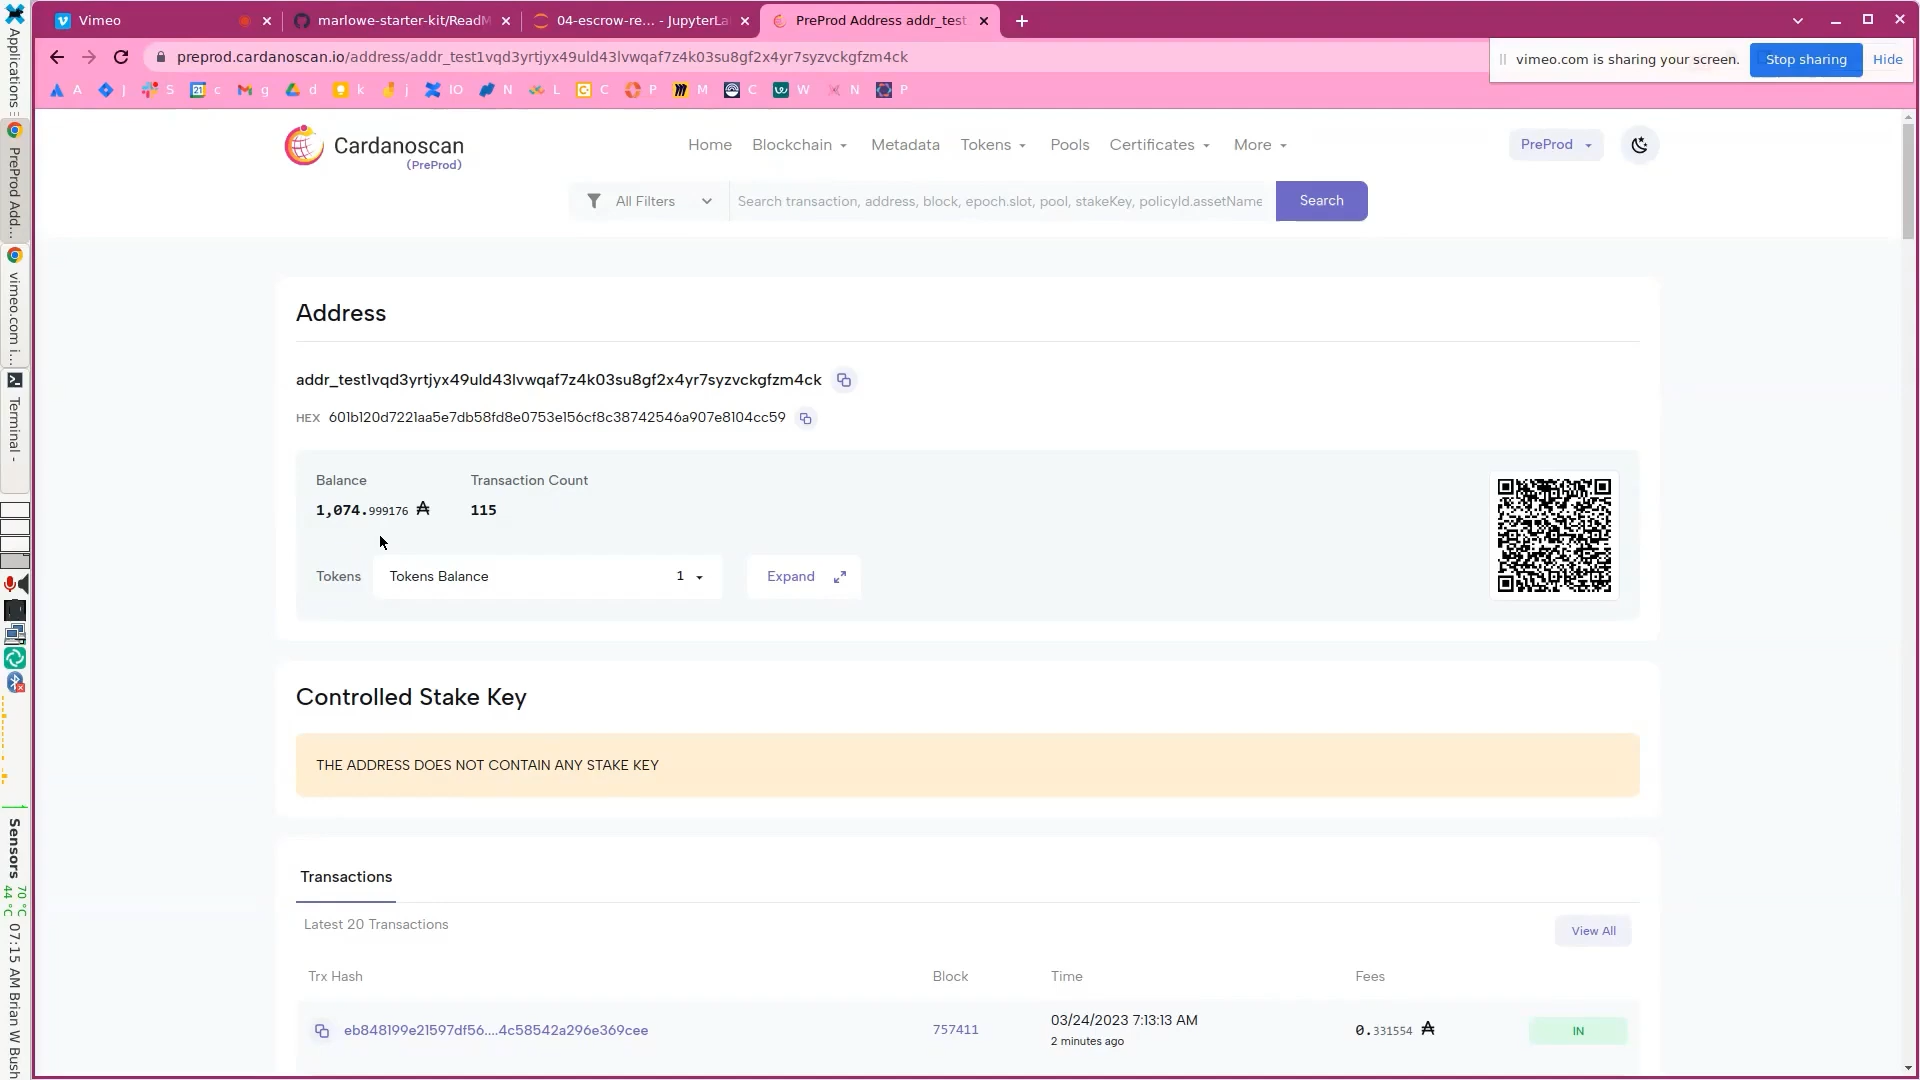 Vimeo
marlowe-starter-kit/ReadM
04-escrow-re... - JupyterLa
PreProd Address addr_test
preprod.cardanoscan.io/address/addr_test1vqd3yrtjyx49uld43lvwqaf7z4k03su8gf2x4yr7syzvckgfzm4ck
vimeo.com is sharing your screen.
Stop sharing
Hide
A
J
S
c
g
d
k
j
IO
N
L
C
P
M
C
W
N
P
Applications
PreProd Add...
vimeo.com i...
Terminal -
Sensors
70 °C
44 °C
07:15 AM Brian W Bush
Cardanoscan
(PreProd)
Home
Blockchain
Metadata
Tokens
Pools
Certificates
More
PreProd
All Filters
Search transaction, address, block, epoch.slot, pool, stakeKey, policyId.assetName
Search
Address
addr_test1vqd3yrtjyx49uld43lvwqaf7z4k03su8gf2x4yr7syzvckgfzm4ck
HEX 601b120d7221aa5e7db58fd8e0753e156cf8c38742546a907e8104cc59
Balance
Transaction Count
1,074.999176 ₳
115
Tokens
Tokens Balance
1
Expand
Controlled Stake Key
THE ADDRESS DOES NOT CONTAIN ANY STAKE KEY
Transactions
Latest 20 Transactions
View All
Trx Hash
Block
Time
Fees
eb848199e21597df56....4c58542a296e369cee
757411
03/24/2023 7:13:13 AM
2 minutes ago
0.331554 ₳
IN